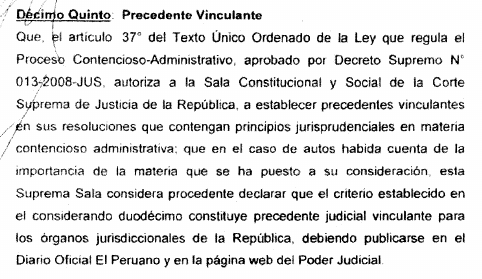 Décimo Quinto: Precedente Vinculante
Que, el artículo 37° del Texto Único Ordenado de la Ley que regula el
Proceso Contencioso-Administrativo, aprobado por Decreto Supremo N°
013-2008-JUS, autoriza a la Sala Constitucional y Social de la Corte
Suprema de Justicia de la República, a establecer precedentes vinculantes
en sus resoluciones que contengan principios jurisprudenciales en materia
contencioso administrativa; que en el caso de autos habida cuenta de la
importancia de la materia que se ha puesto a su consideración, esta
Suprema Sala considera procedente declarar que el criterio establecido en
el considerando duodécimo constituye precedente judicial vinculante para
los órganos jurisdiccionales de la República, debiendo publicarse en el
Diario Oficial El Peruano y en la página web del Poder Judicial.